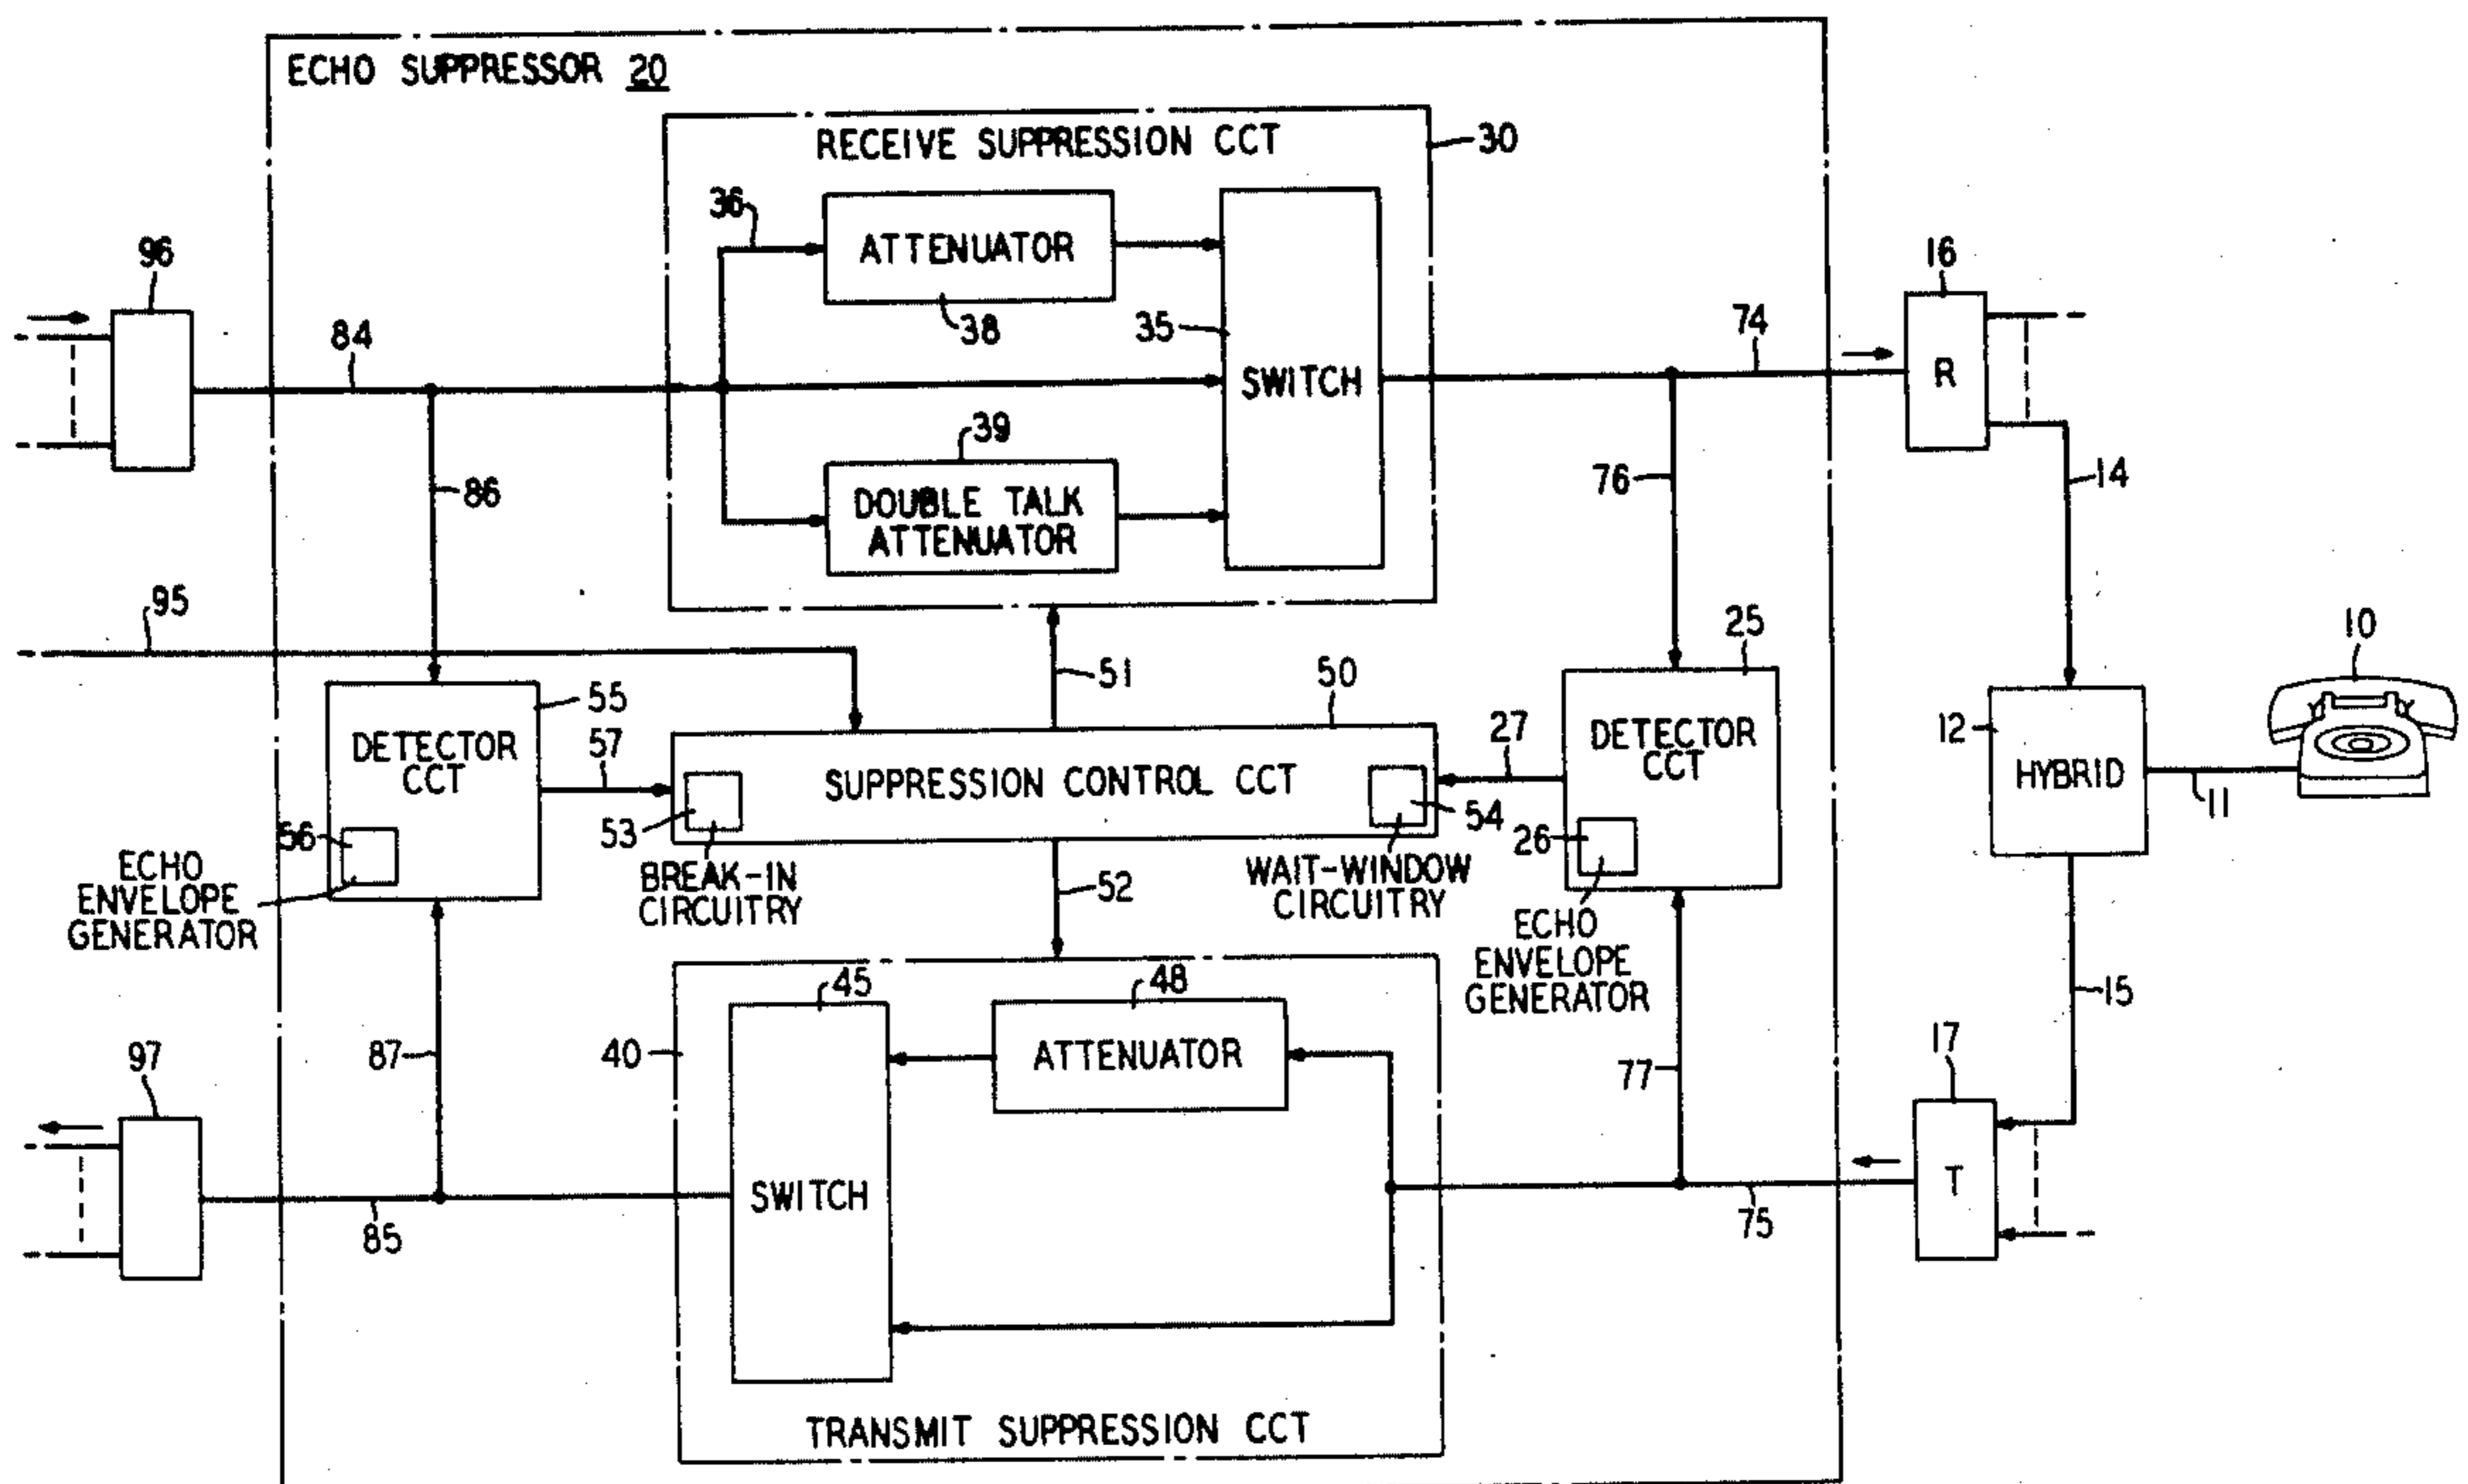 ECHO SUPPRESSOR 20
RECEIVE SUPPRESSION CCT
30
36
ATTENUATOR
38
96
84
35
SWITCH
74
16
R
39
DOUBLE TALK
ATTENUATOR
86
76
14
95
51
50
25
10
55
DETECTOR
CCT
57
SUPPRESSION CONTROL CCT
27
DETECTOR
CCT
12
HYBRID
11
56
53
54
26
ECHO
ENVELOPE
GENERATOR
BREAK-IN
CIRCUITRY
52
WAIT-WINDOW
CIRCUITRY
ECHO
ENVELOPE
GENERATOR
15
45
48
97
87
40
ATTENUATOR
77
17
T
SWITCH
85
75
TRANSMIT SUPPRESSION CCT